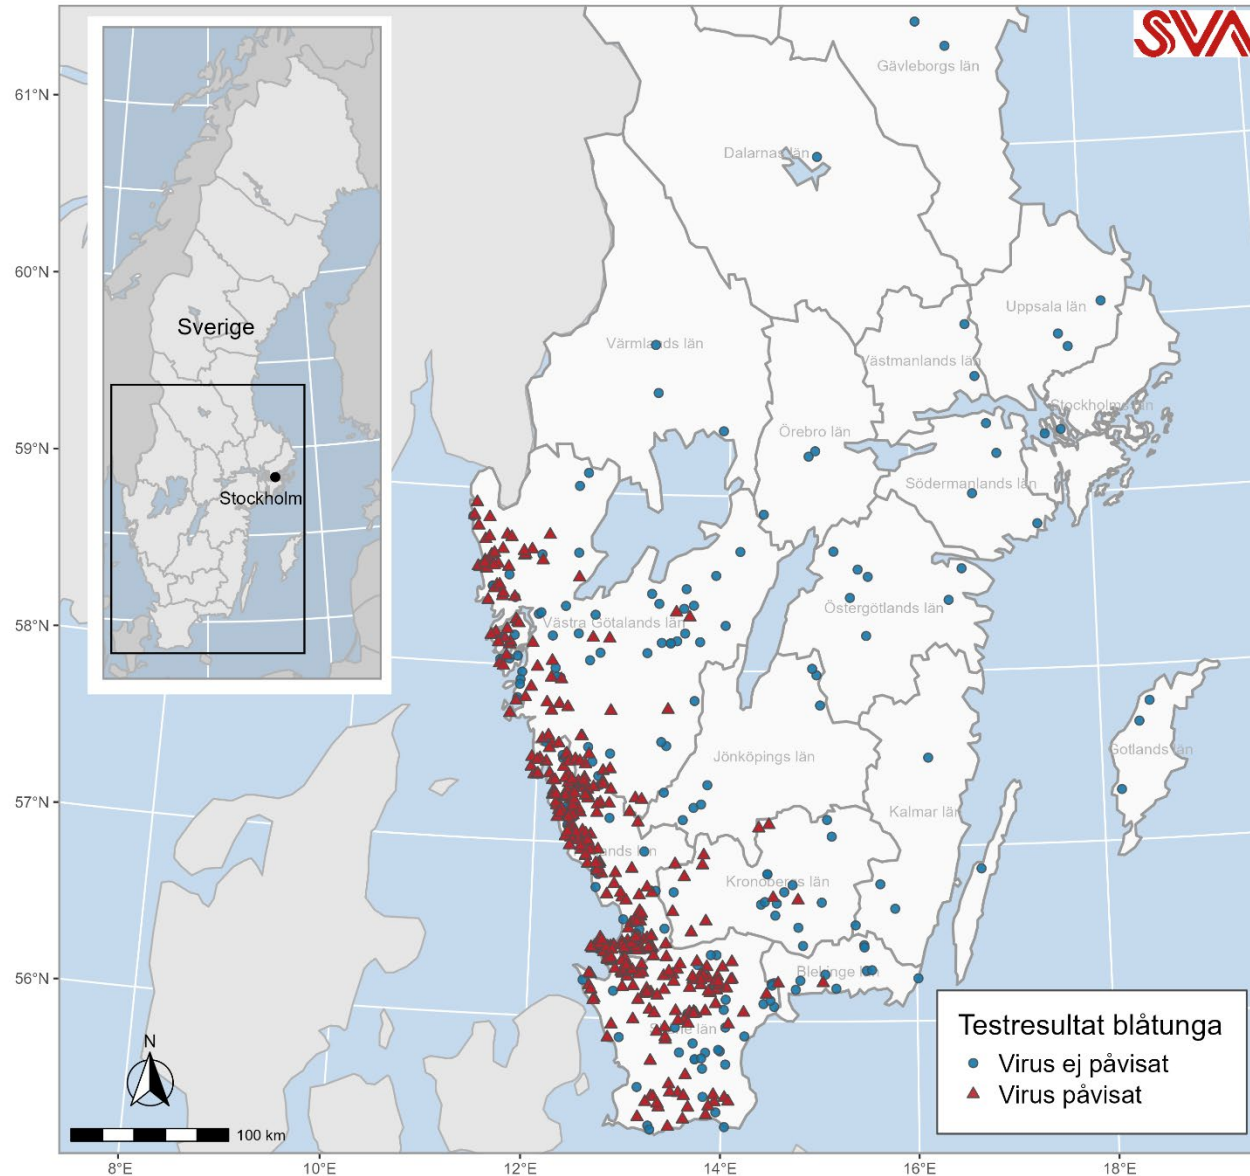 SVA
61°N
60°N
59°N
58°N
57°N
56°N
Sverige
Stockholm
Gävleborgs län
Dalarnas län
Uppsala län
Värmlands län
Västmanlands län
Stockholms län
Örebro län
Södermanlands län
Östergötlands län
Västra Götalands län
Jönköpings län
Gotlands län
Kalmar län
Kronobergs län
Blekinge län
N
100 km
Testresultat blåtunga
Virus ej påvisat
Virus påvisat
8°E
10°E
12°E
14°E
16°E
18°E